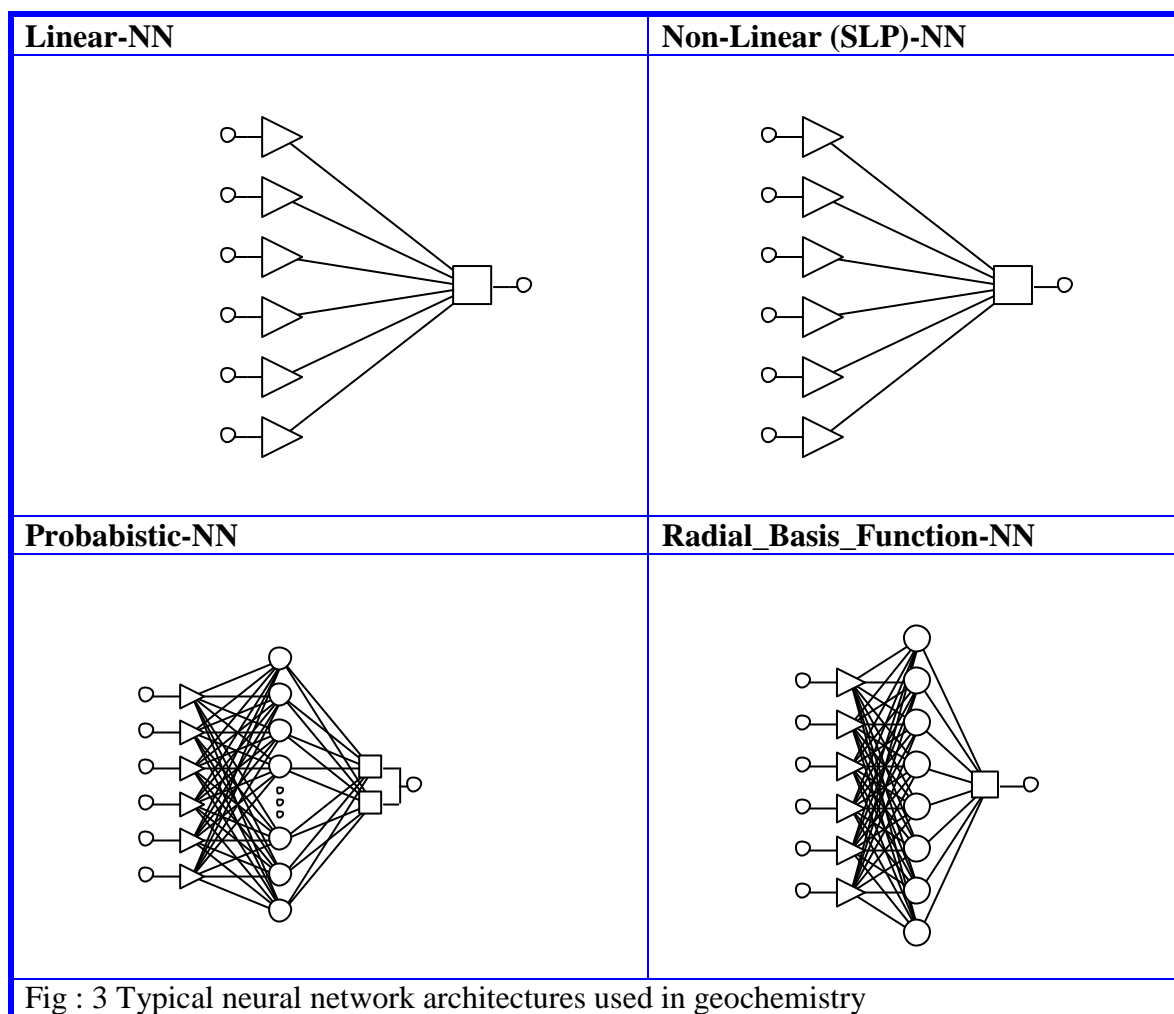 Linear-NN
Non-Linear (SLP)-NN
Probabistic-NN
Radial_Basis_Function-NN
Fig : 3 Typical neural network architectures used in geochemistry